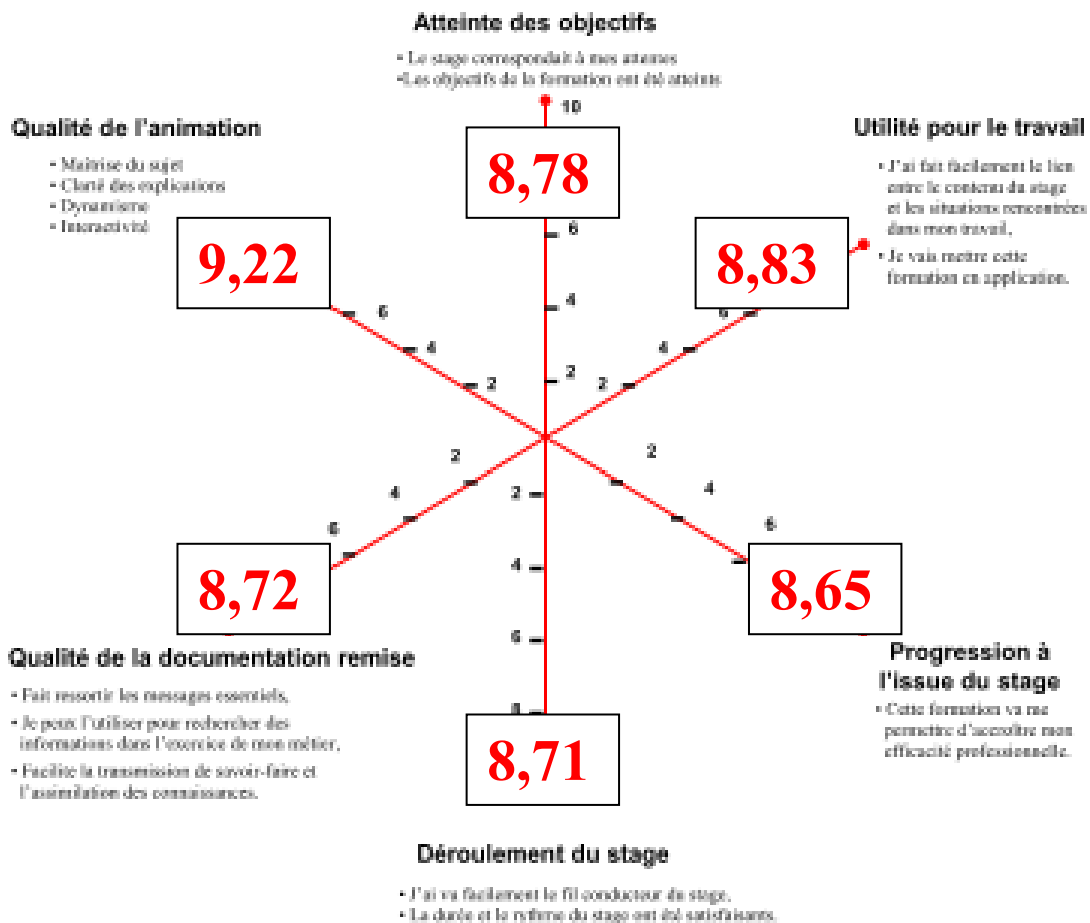 Atteinte des objectifs
• Le stage correspondait à mes attentes
•Les objectifs de la formation ont été atteints
10
8,78
6
4
2
Qualité de l'animation
• Maîtrise du sujet
• Clarté des explications
• Dynamisme
• Interactivité
9,22
6
4
2
Utilité pour le travail
• J'ai fait facilement le lien
entre le contenu du stage
et les situations rencontrées
dans mon travail.
• Je vais mettre cette
formation en application.
8,83
6
4
2
2
4
6
8,72
Qualité de la documentation remise
• Fait ressortir les messages essentiels.
• Je peux l'utiliser pour rechercher des
informations dans l'exercice de mon métier.
• Facilite la transmission de savoir-faire et
l'assimilation des connaissances.
2
4
6
8
8,71
Déroulement du stage
• J'ai vu facilement le fil conducteur du stage.
• La durée et le rythme du stage ont été satisfaisants.
2
4
6
8,65
Progression à
l'issue du stage
• Cette formation va me
permettre d'accroître mon
efficacité professionnelle.